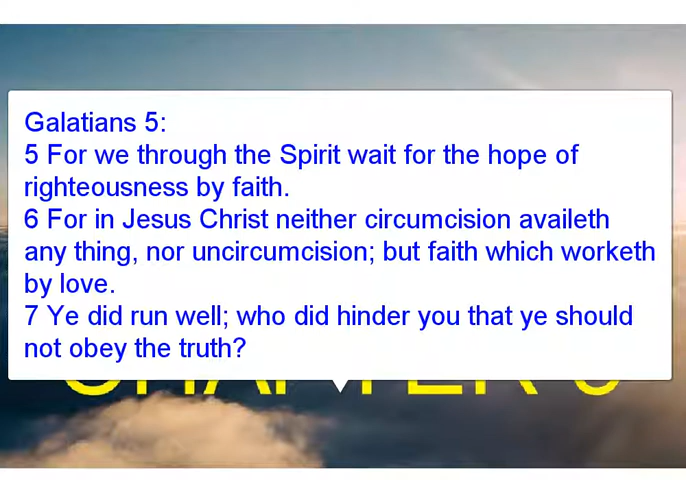 Galatians 5:
5 For we through the Spirit wait for the hope of
righteousness by faith.
6 For in Jesus Christ neither circumcision availeth
any thing, nor uncircumcision; but faith which worketh
by love.
7 Ye did run well; who did hinder you that ye should
not obey the truth?
CHAPTER 5